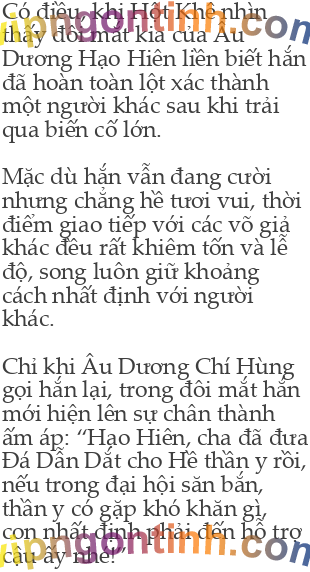 Có điều, khi Hột Khê nhìn
thấy đôi mắt kia của Âu
Dương Hạo Hiên liền biết hắn
đã hoàn toàn lột xác thành
một người khác sau khi trải
qua biến cố lớn.
Mặc dù hắn vẫn đang cười
nhưng chẳng hề tươi vui, thời
điểm giao tiếp với các võ giả
khác đều rất khiêm tốn và lễ
độ, song luôn giữ khoảng
cách nhất định với người
khác.
Chỉ khi Âu Dương Chí Hùng
gọi hắn lại, trong đôi mắt hắn
mới hiện lên sự chân thành
ấm áp: “Hạo Hiên, cha đã đưa
Đá Dẫn Dắt cho Hề thần y rồi,
nếu trong đại hội săn bắn,
thần y có gặp khó khăn gì,
con nhất định phải đến hỗ trợ
cậu ấy nhé!”
vipngontinh.com
vipngontinh.com